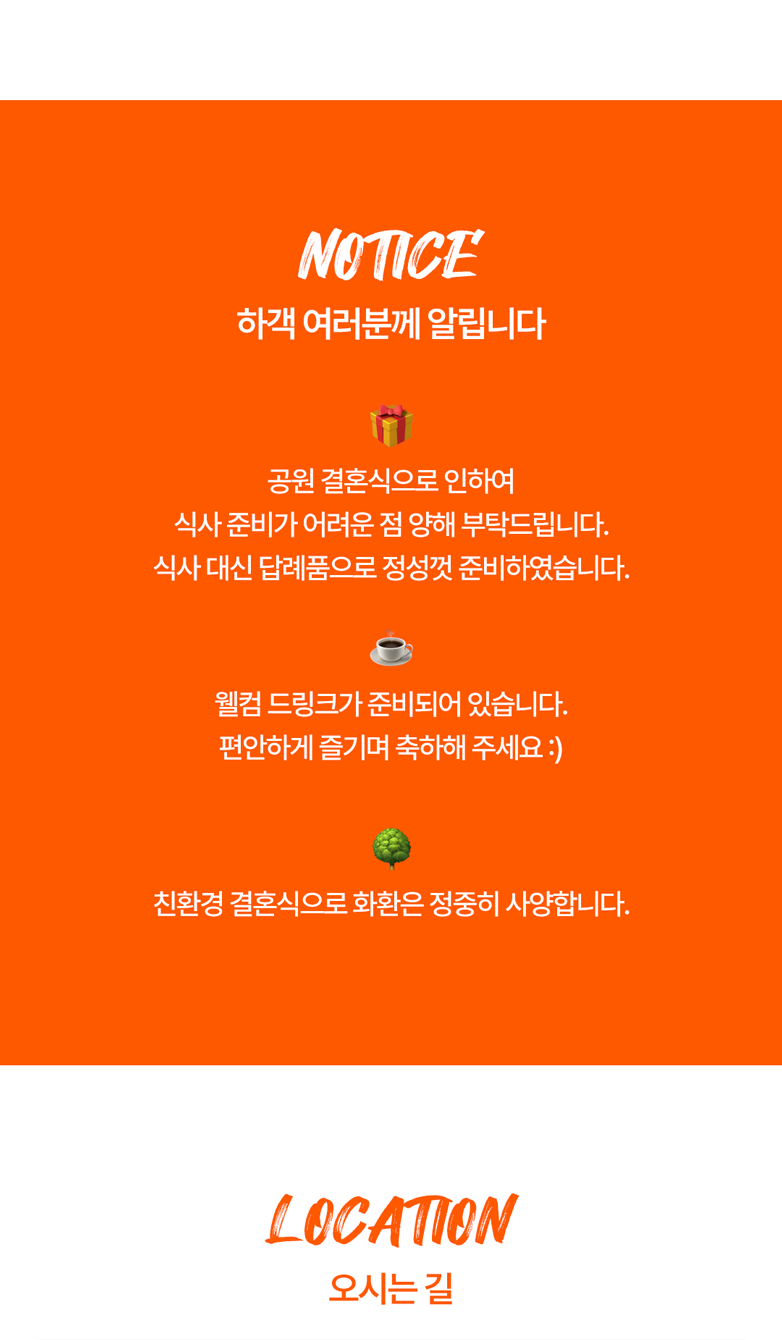 NOTICE
하객 여러분께 알립니다
공원 결혼식으로 인하여
식사 준비가 어려운 점 양해 부탁드립니다.
식사 대신 답례품으로 정성껏 준비하였습니다.
웰컴 드링크가 준비되어 있습니다.
편안하게 즐기며 축하해 주세요 :)
친환경 결혼식으로 화환은 정중히 사양합니다.
LOCATION
오시는 길